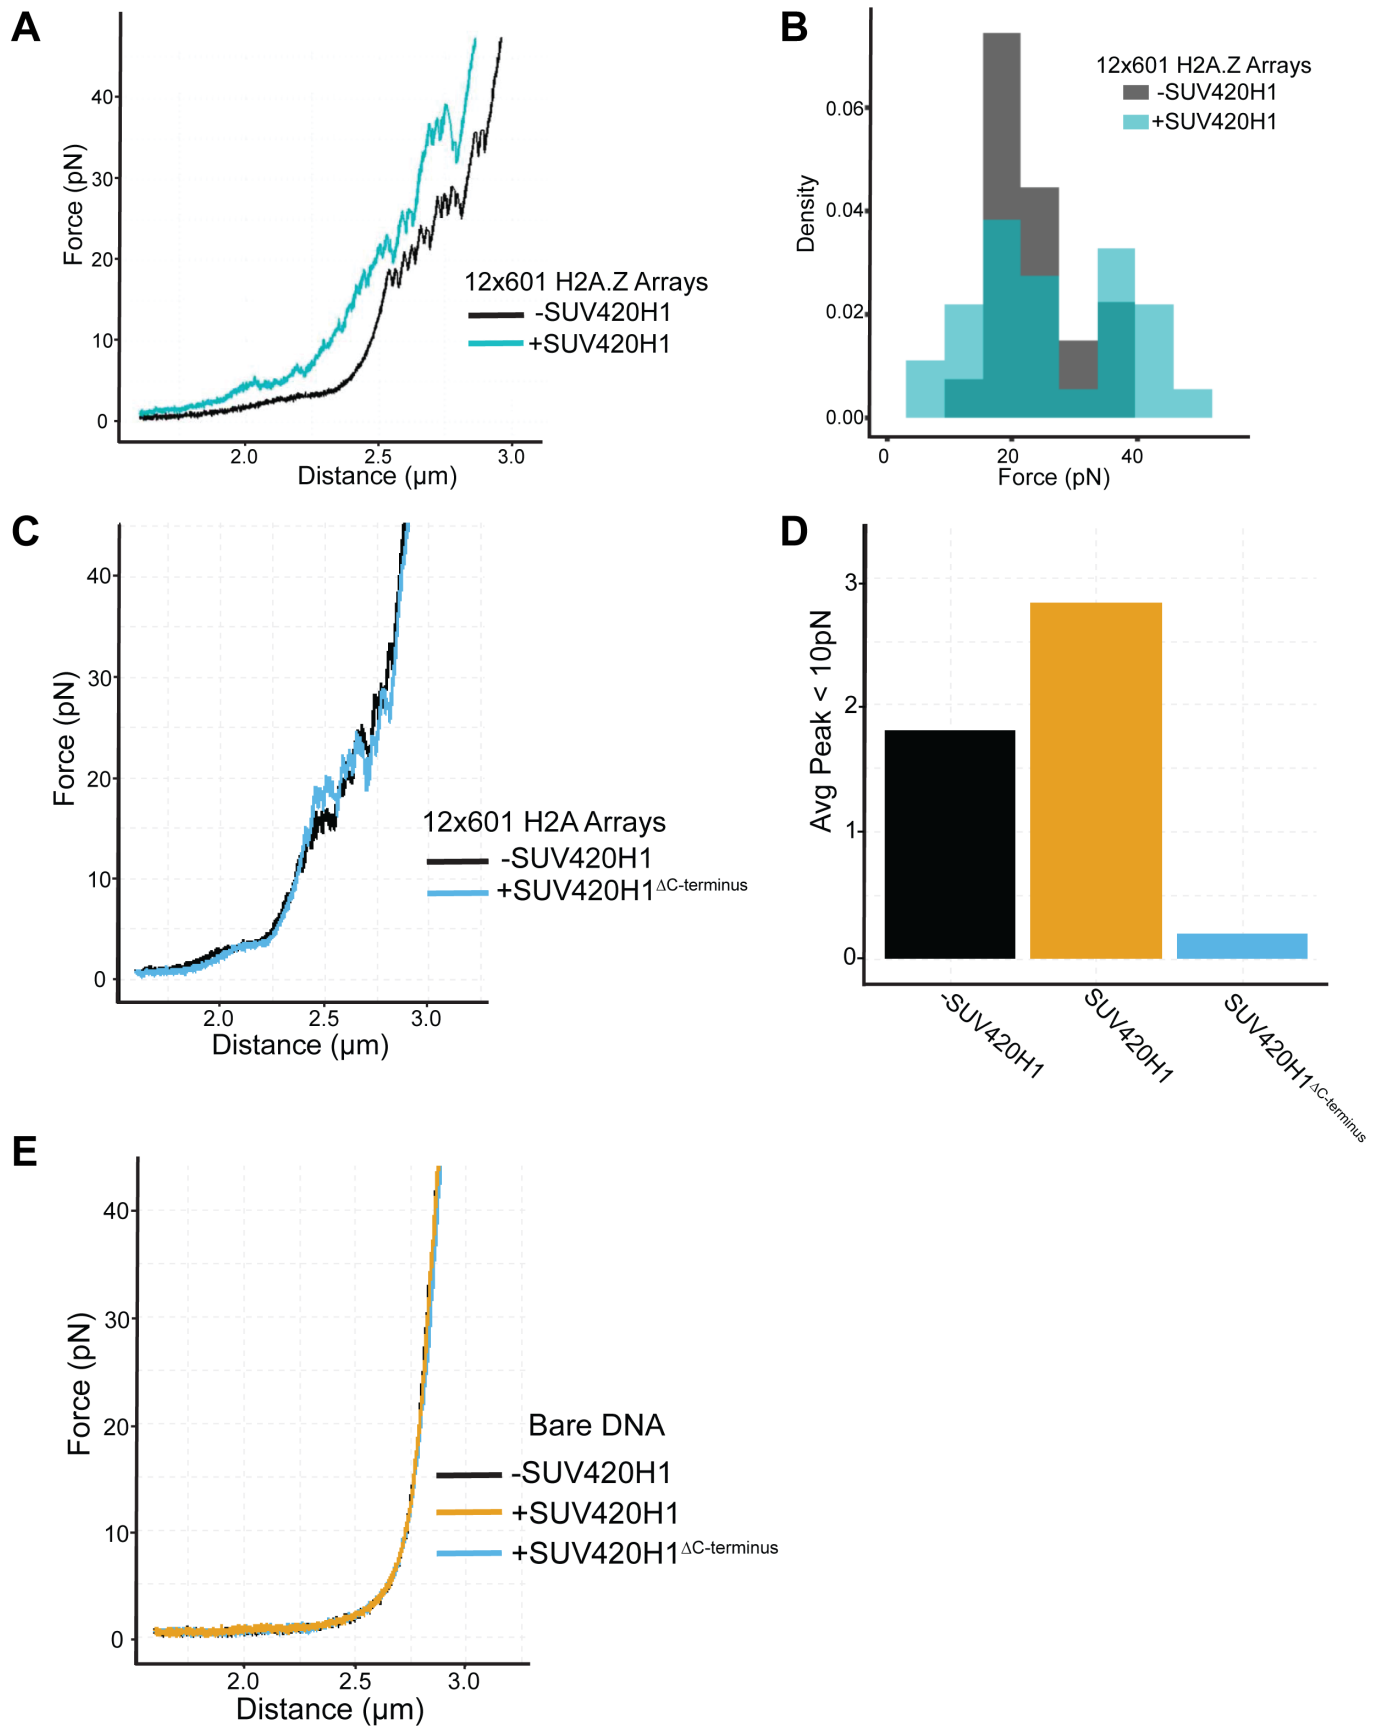 A
Force (pN)
40
30
20
10
0
2.0 2.5 3.0
Distance (µm)
12x601 H2A.Z Arrays
-SUV420H1
+SUV420H1
B
Density
0.06
0.04
0.02
0.00
0 20 40
Force (pN)
12x601 H2A.Z Arrays
-SUV420H1
+SUV420H1
C
Force (pN)
40
30
20
10
0
2.0 2.5 3.0
Distance (µm)
12x601 H2A Arrays
-SUV420H1
+SUV420H1ΔC-terminus
D
Avg Peak < 10pN
3
2
1
0
-SUV420H1
SUV420H1
SUV420H1ΔC-terminus
E
Force (pN)
40
30
20
10
0
2.0 2.5 3.0
Distance (µm)
Bare DNA
-SUV420H1
+SUV420H1
+SUV420H1ΔC-terminus